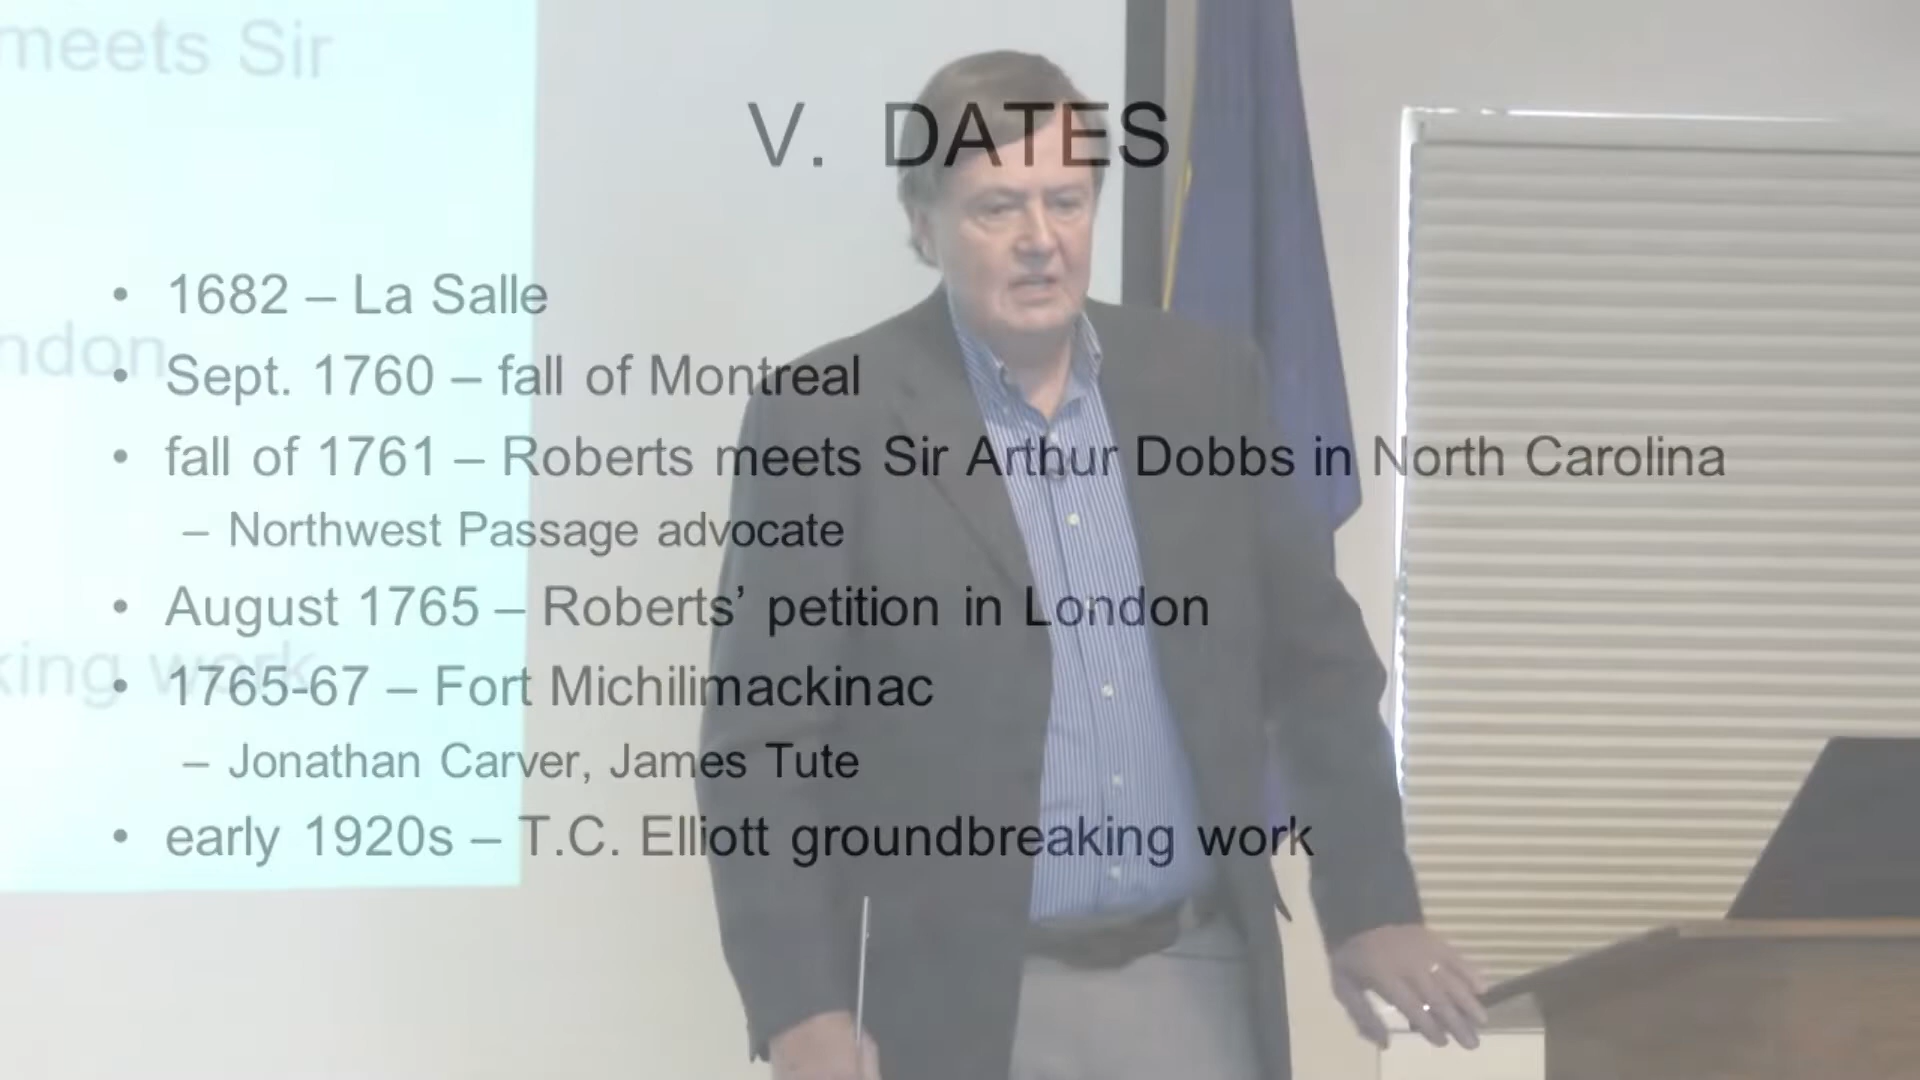 meets Sir
V. DATES
• 1682 – La Salle
ndon
• Sept. 1760 – fall of Montreal
• fall of 1761 – Roberts meets Sir Arthur Dobbs in North Carolina
– Northwest Passage advocate
• August 1765 – Roberts’ petition in London
king work
• 1765-67 – Fort Michilimackinac
– Jonathan Carver, James Tute
• early 1920s – T.C. Elliott groundbreaking work